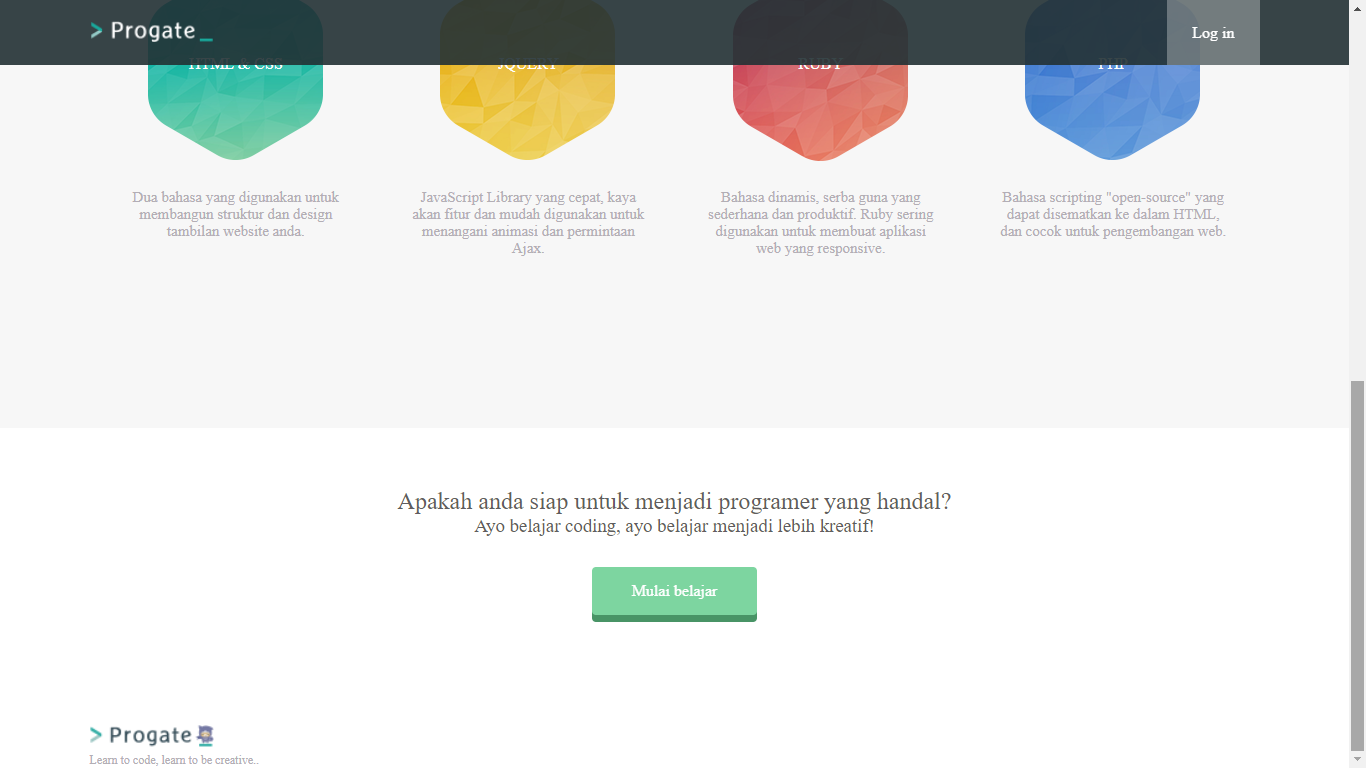 > Progate _
Log in
HTML & CSS
JQUERY
RUBY
PHP
Dua bahasa yang digunakan untuk
membangun struktur dan design
tambilan website anda.
JavaScript Library yang cepat, kaya
akan fitur dan mudah digunakan untuk
menangani animasi dan permintaan
Ajax.
Bahasa dinamis, serba guna yang
sederhana dan produktif. Ruby sering
digunakan untuk membuat aplikasi
web yang responsive.
Bahasa scripting "open-source" yang
dapat disematkan ke dalam HTML,
dan cocok untuk pengembangan web.
Apakah anda siap untuk menjadi programer yang handal?
Ayo belajar coding, ayo belajar menjadi lebih kreatif!
Mulai belajar
> Progate
Learn to code, learn to be creative..